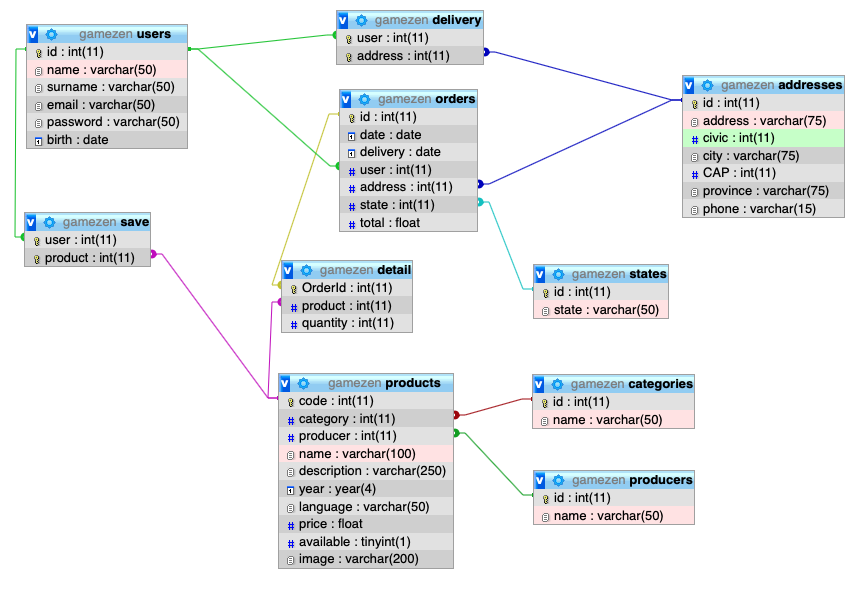 v gamezen users
id : int(11)
name : varchar(50)
surname : varchar(50)
email : varchar(50)
password : varchar(50)
birth : date
v gamezen delivery
user : int(11)
address : int(11)
v gamezen orders
id : int(11)
date : date
delivery : date
# user : int(11)
# address : int(11)
# state : int(11)
# total : float
v gamezen addresses
id : int(11)
address : varchar(75)
# civic : int(11)
city : varchar(75)
# CAP : int(11)
province : varchar(75)
phone : varchar(15)
v gamezen save
user : int(11)
product : int(11)
v gamezen detail
OrderId : int(11)
# product : int(11)
# quantity : int(11)
v gamezen states
id : int(11)
state : varchar(50)
v gamezen products
code : int(11)
# category : int(11)
# producer : int(11)
name : varchar(100)
description : varchar(250)
year : year(4)
language : varchar(50)
# price : float
# available : tinyint(1)
image : varchar(200)
v gamezen categories
id : int(11)
name : varchar(50)
v gamezen producers
id : int(11)
name : varchar(50)